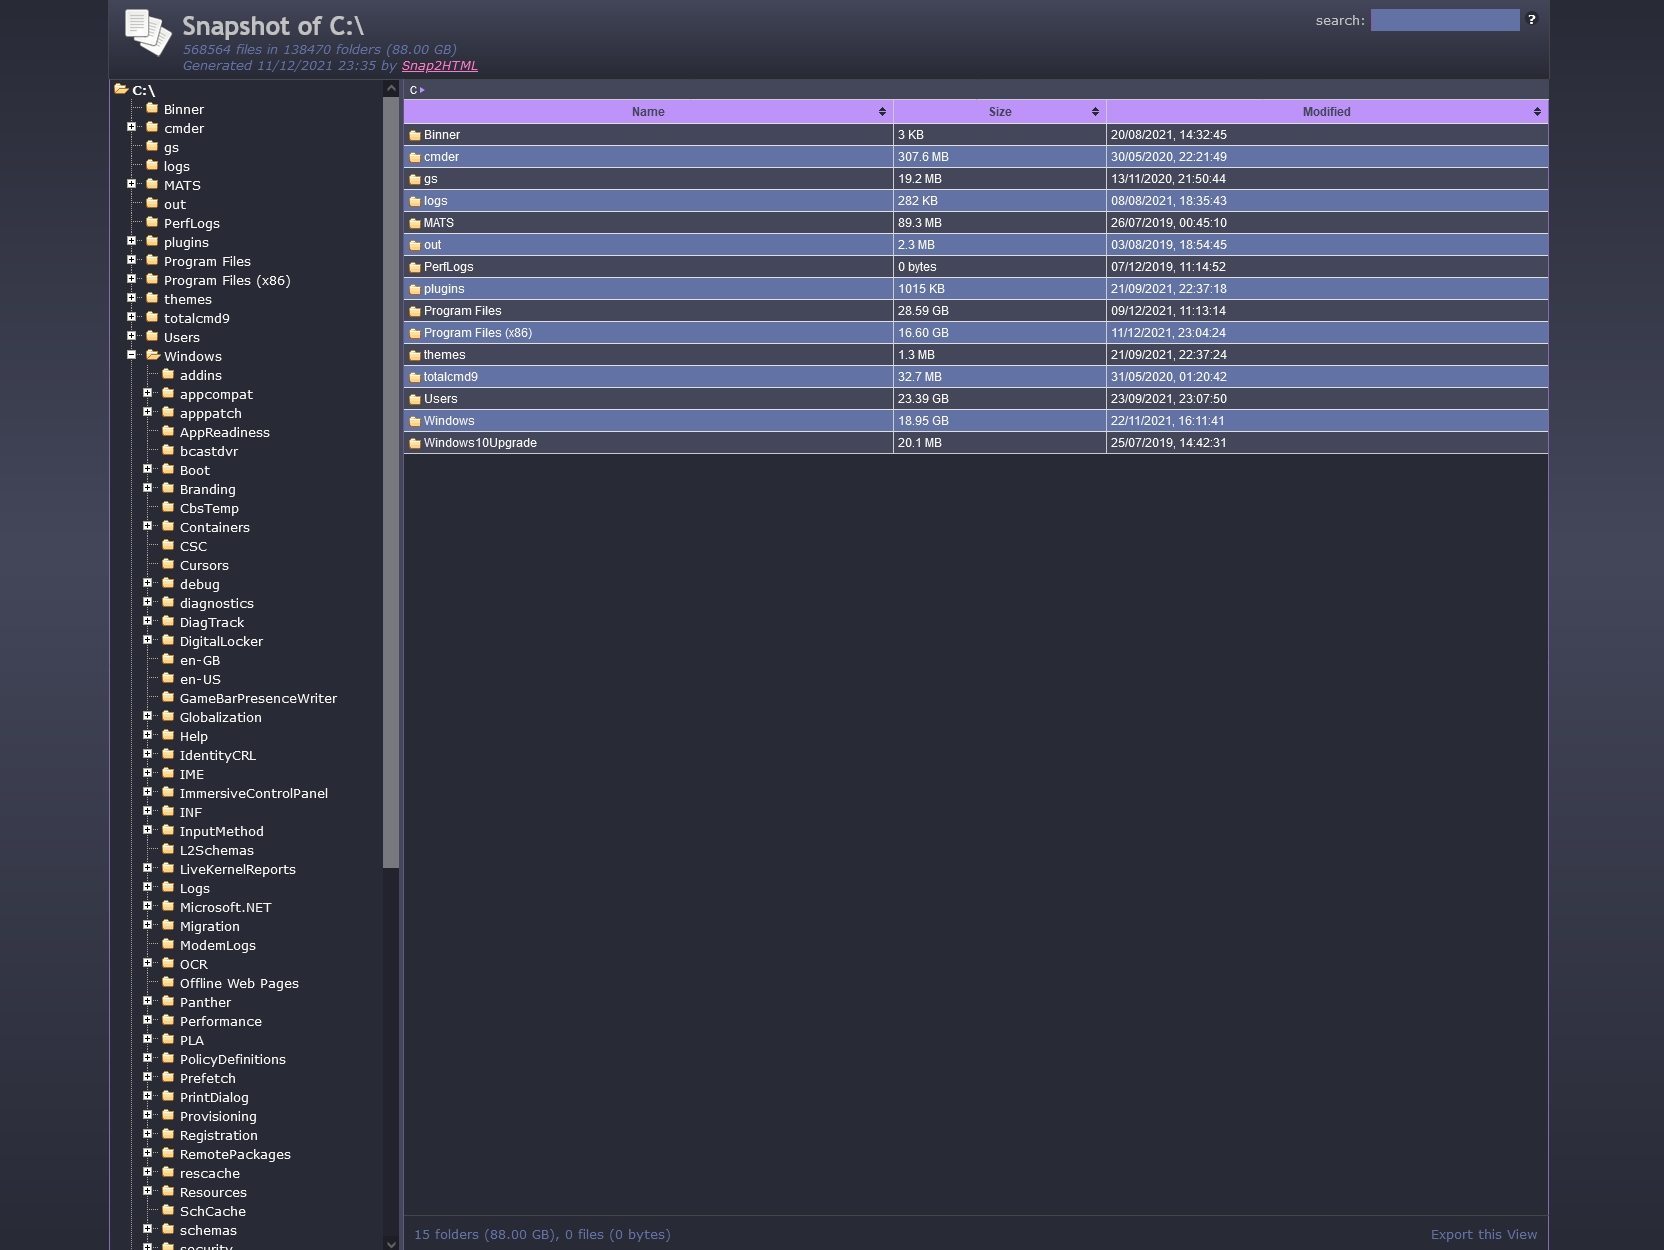 Snapshot of C:\
568564 files in 138470 folders (88.00 GB)
Generated 11/12/2021 23:35 by Snap2HTML
search: ?
C:\
Binner
cmder
gs
logs
MATS
out
PerfLogs
plugins
Program Files
Program Files (x86)
themes
totalcmd9
Users
Windows
addins
appcompat
apppatch
AppReadiness
bcastdvr
Boot
Branding
CbsTemp
Containers
CSC
Cursors
debug
diagnostics
DiagTrack
DigitalLocker
en-GB
en-US
GameBarPresenceWriter
Globalization
Help
IdentityCRL
IME
ImmersiveControlPanel
INF
InputMethod
L2Schemas
LiveKernelReports
Logs
Microsoft.NET
Migration
ModemLogs
OCR
Offline Web Pages
Panther
Performance
PLA
PolicyDefinitions
Prefetch
PrintDialog
Provisioning
Registration
RemotePackages
rescache
Resources
SchCache
schemas
security
C
Name Size Modified
Binner 3 KB 20/08/2021, 14:32:45
cmder 307.6 MB 30/05/2020, 22:21:49
gs 19.2 MB 13/11/2020, 21:50:44
logs 282 KB 08/08/2021, 18:35:43
MATS 89.3 MB 26/07/2019, 00:45:10
out 2.3 MB 03/08/2019, 18:54:45
PerfLogs 0 bytes 07/12/2019, 11:14:52
plugins 1015 KB 21/09/2021, 22:37:18
Program Files 28.59 GB 09/12/2021, 11:13:14
Program Files (x86) 16.60 GB 11/12/2021, 23:04:24
themes 1.3 MB 21/09/2021, 22:37:24
totalcmd9 32.7 MB 31/05/2020, 01:20:42
Users 23.39 GB 23/09/2021, 23:07:50
Windows 18.95 GB 22/11/2021, 16:11:41
Windows10Upgrade 20.1 MB 25/07/2019, 14:42:31
15 folders (88.00 GB), 0 files (0 bytes)
Export this View